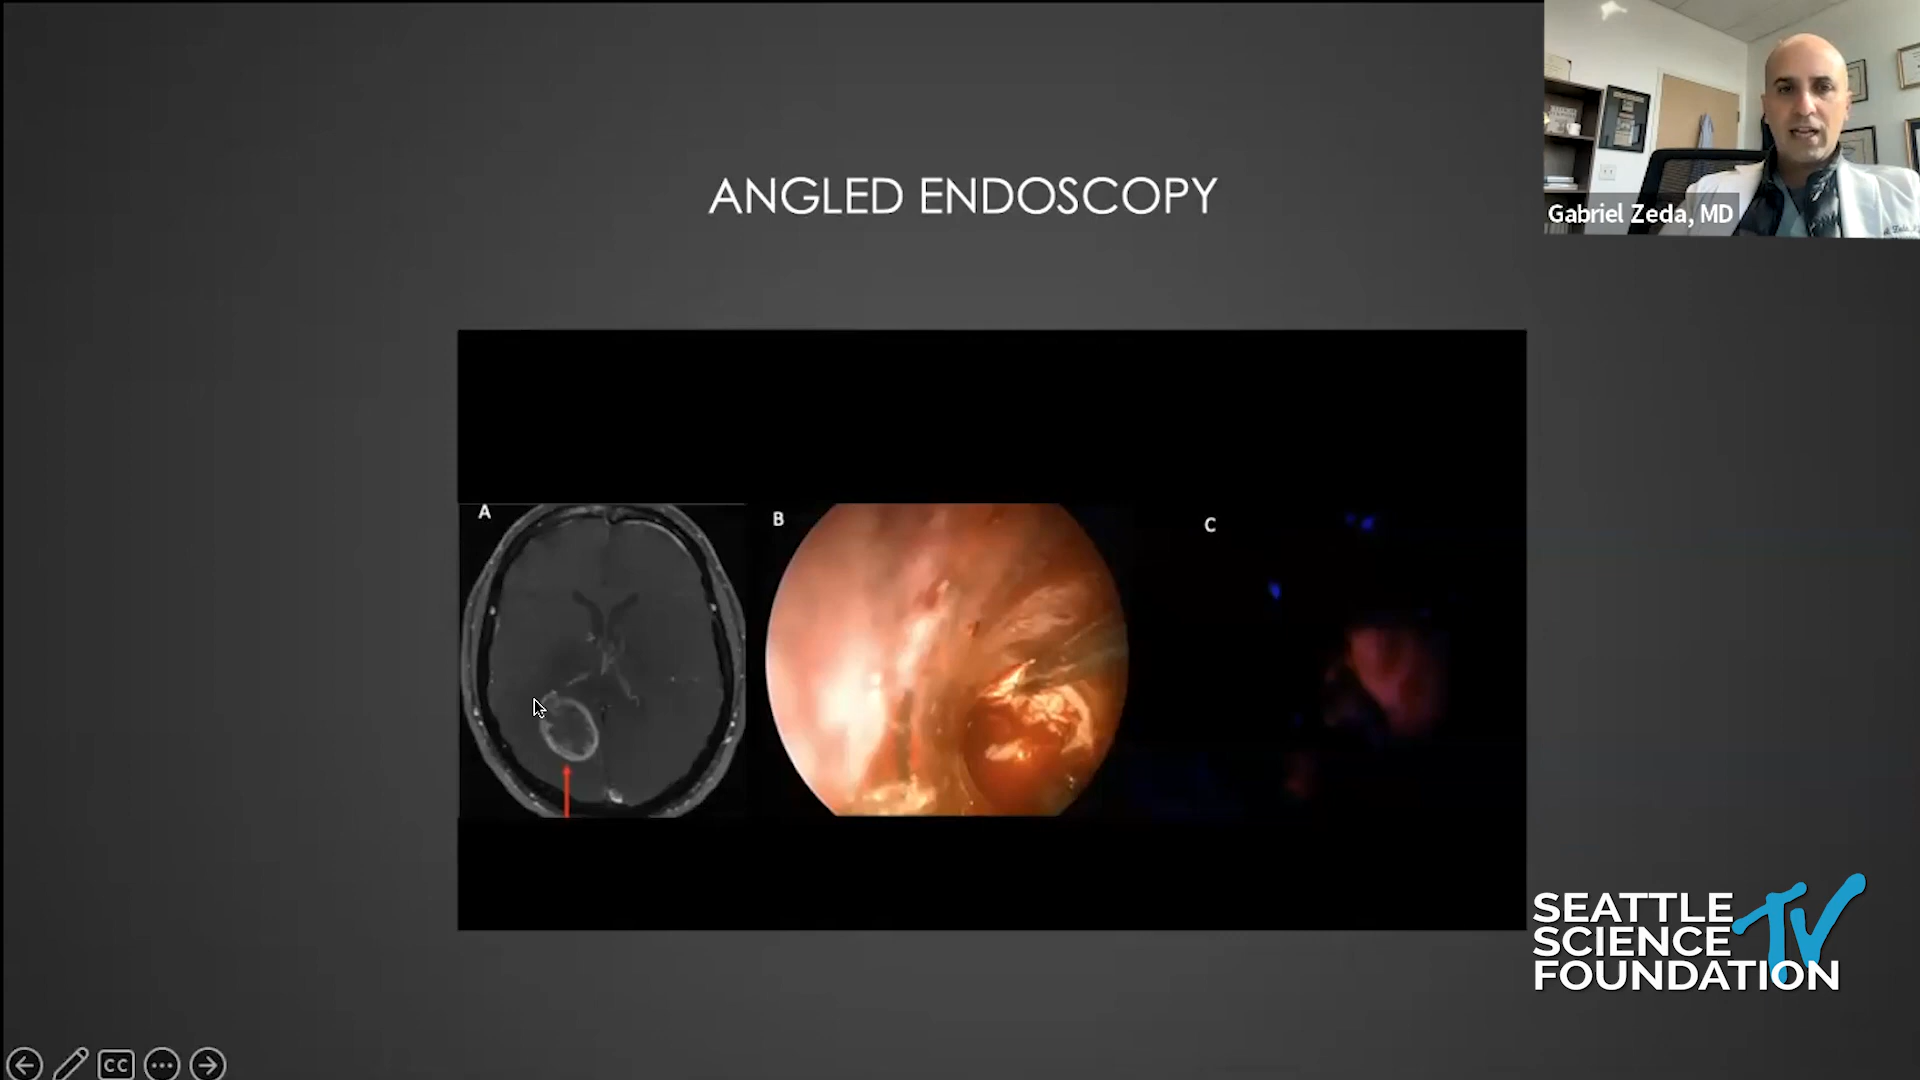 ANGLED ENDOSCOPY
Gabriel Zeda, MD
A
B
C
SEATTLE
SCIENCE
FOUNDATION
TV
CC